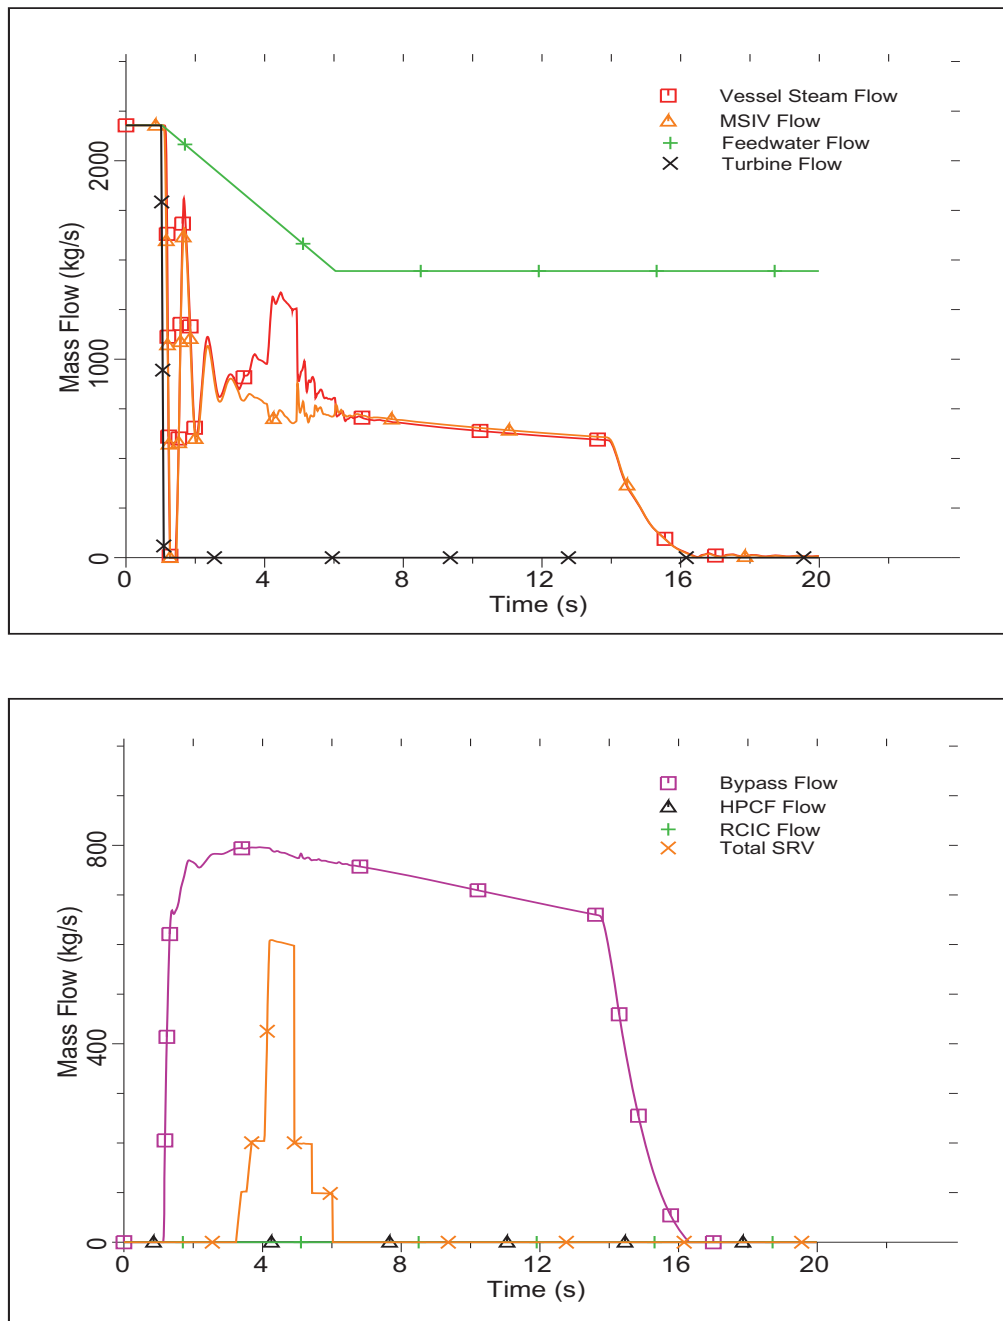 Vessel Steam Flow
MSIV Flow
Feedwater Flow
Turbine Flow
Mass Flow (kg/s)
2000
1000
0
0 4 8 12 16 20
Time (s)
Bypass Flow
HPCF Flow
RCIC Flow
Total SRV
Mass Flow (kg/s)
800
400
0
0 4 8 12 16 20
Time (s)